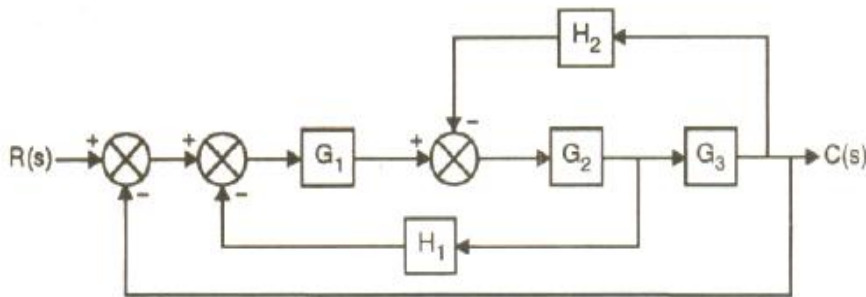 H₂
R(s) + - + - G₁ + - G₂ G₃ C(s)
H₁